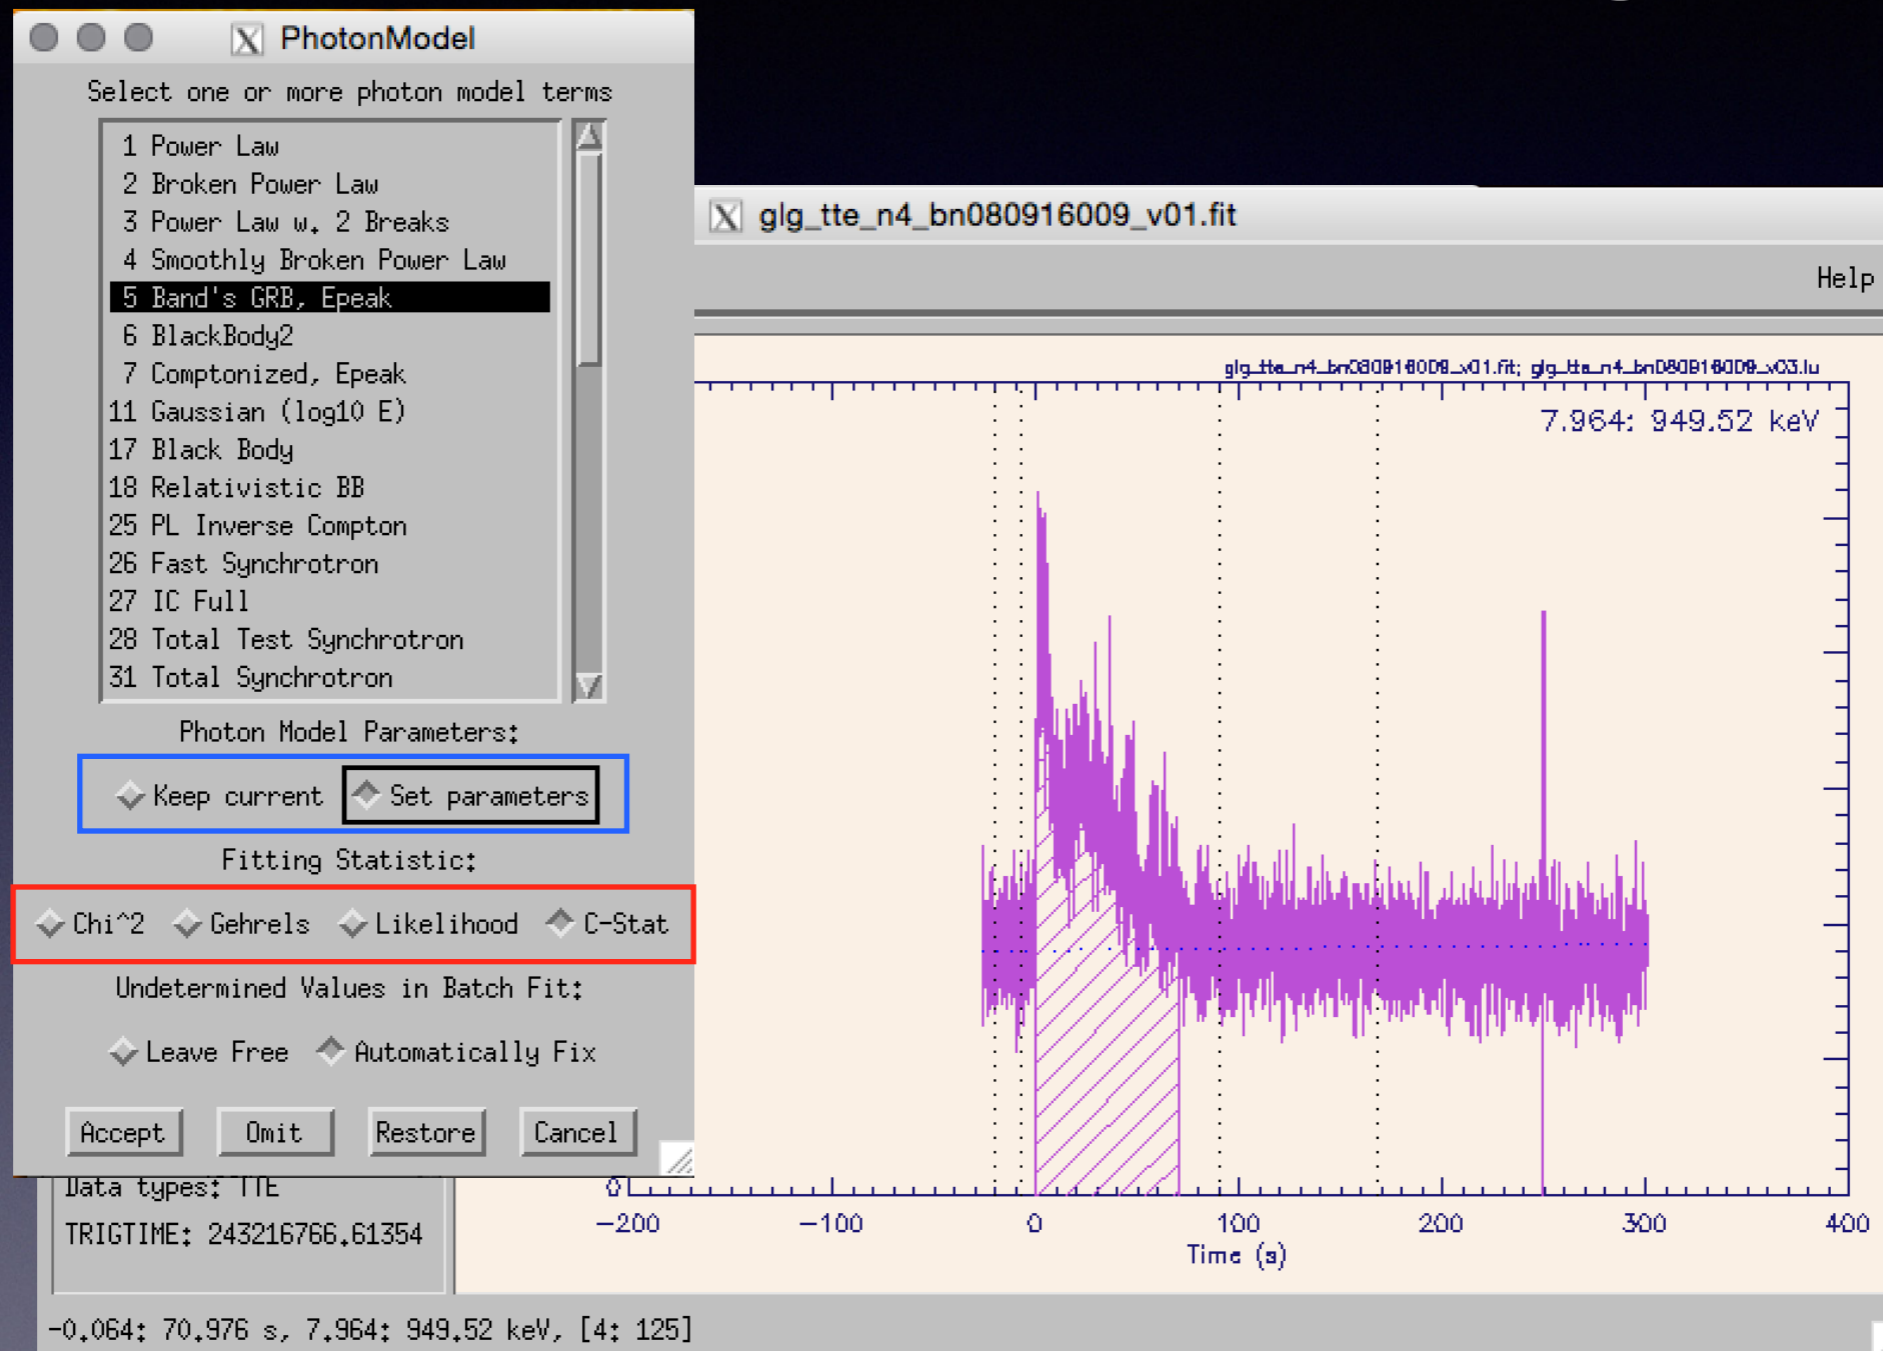 PhotonModel
Select one or more photon model terms
1 Power Law
2 Broken Power Law
3 Power Law w. 2 Breaks
4 Smoothly Broken Power Law
5 Band's GRB, Epeak
6 BlackBody2
7 Comptonized, Epeak
11 Gaussian (log10 E)
17 Black Body
18 Relativistic BB
25 PL Inverse Compton
26 Fast Synchrotron
27 IC Full
28 Total Test Synchrotron
31 Total Synchrotron
Photon Model Parameters:
Keep current Set parameters
Fitting Statistic:
Chi^2 Gehrels Likelihood C-Stat
Undetermined Values in Batch Fit:
Leave Free Automatically Fix
Accept Omit Restore Cancel
glg_tte_n4_bn080916009_v01.fit
Help
glg_tte_n4_bn080916009_v01.fit; glg_tte_n4_bn080916009_v03.lu
7.964: 949.52 keV
0
-200 -100 0 100 200 300 400
Time (s)
Data types: TTE
TRIGTIME: 243216766.61354
-0.064: 70.976 s, 7.964: 949.52 keV, [4: 125]